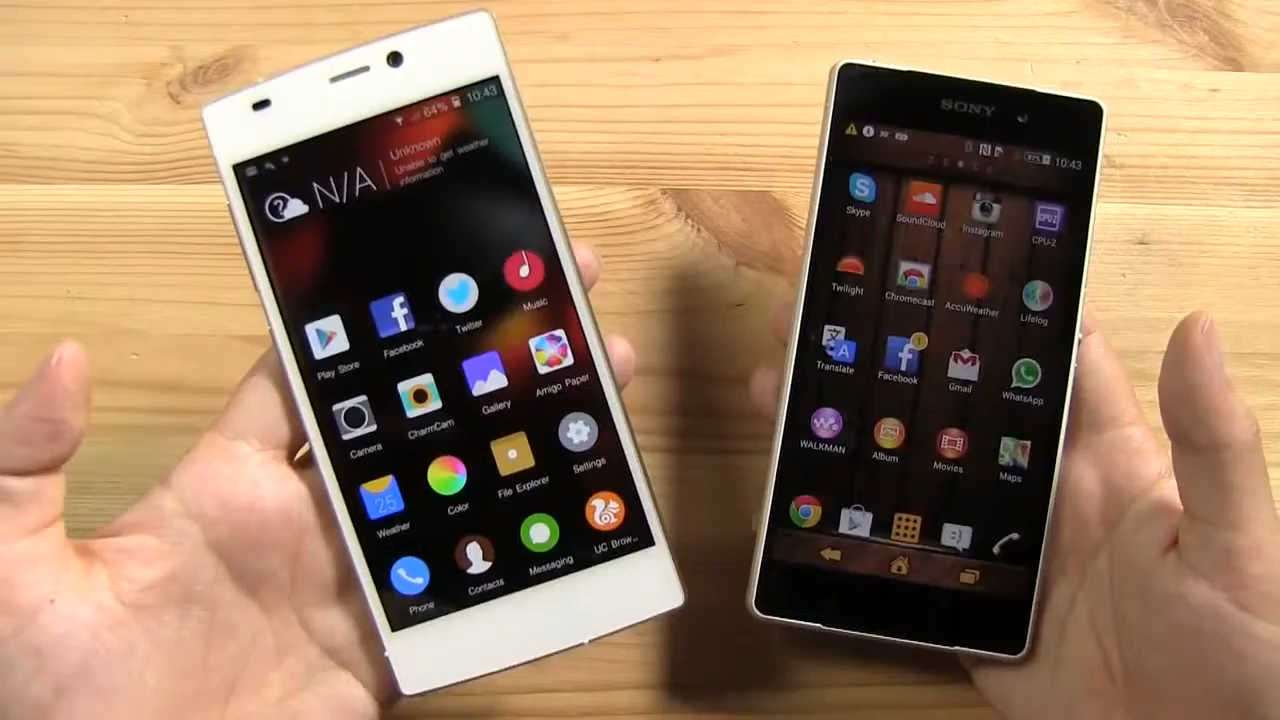 64% 10:43
Unknown
Unable to get weather
information
N/A
Play Store Facebook Twitter Music
Camera CharmCam Gallery Amigo Paper
25
Weather Color File Explorer Settings
Phone Contacts Messaging UC Brow...
SONY
10:43
Skype SoundCloud Instagram CPU-Z
Twilight Chromecast AccuWeather Lifelog
Translate Facebook Gmail WhatsApp
WALKMAN Album Movies Maps